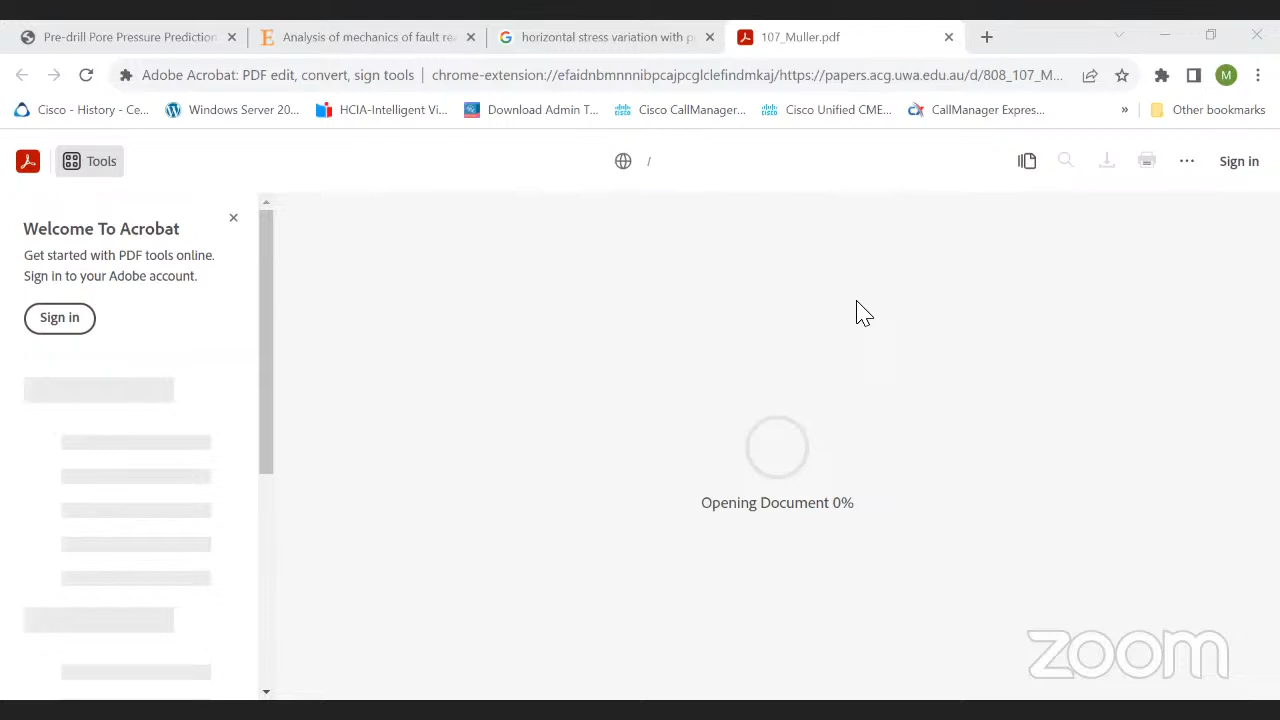 Pre-drill Pore Pressure Prediction
Analysis of mechanics of fault rea
horizontal stress variation with p
107_Muller.pdf
Adobe Acrobat: PDF edit, convert, sign tools | chrome-extension://efaidnbmnnnibpcajpcglclefindmkaj/https://papers.acg.uwa.edu.au/d/808_107_M...
M
Cisco - History - Ce...
Windows Server 20...
HCIA-Intelligent Vi...
Download Admin T...
Cisco CallManager...
Cisco Unified CME...
CallManager Expres...
»
Other bookmarks
Tools
/
Sign in
Welcome To Acrobat
Get started with PDF tools online.
Sign in to your Adobe account.
Sign in
Opening Document 0%
zoom